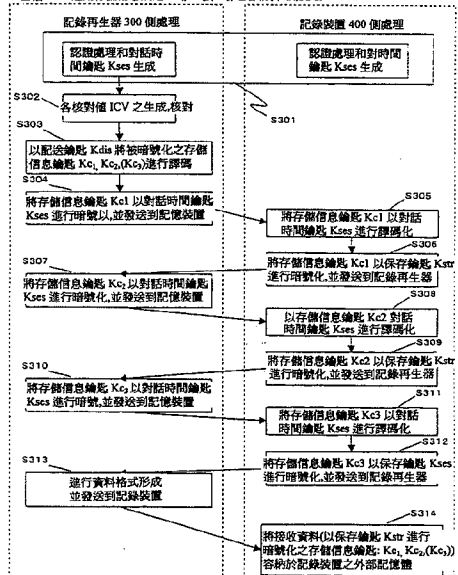 記錄再生器300側處理
記錄裝置400側處理
認證處理和對話時
間鑰匙 Kses 生成
認證處理和對時間
鑰匙 Kses 生成
S301
S302
各核對值 ICV 之生成,核對
S303
以配送鑰匙 Kdis 將被暗號化之存儲
信息鑰匙 Kc1, Kc2,(Kc3)進行譯碼
S304
將存儲信息鑰匙 Kc1 以對話時間鑰匙
Kses 進行暗號以,並發送到記憶裝置
S305
將存儲信息鑰匙 Kc1 以對話
時間鑰匙 Kses 進行譯碼化
S306
將存儲信息鑰匙 Kc1 以保存鑰匙 Kstr
進行暗號化,並發送到記錄再生器
S307
將存儲信息鑰匙 Kc2 以對話時間鑰匙
Kses 進行暗號化,並發送到記憶裝置
S308
以存儲信息鑰匙 Kc2 對話
時間鑰匙 Kses 進行譯碼化
S309
將存儲信息鑰匙 Kc2 以保存鑰匙 Kstr
進行暗號化,並發送到記錄再生器
S310
將存儲信息鑰匙 Kc3 以對話時間鑰匙
Kses 進行暗號,並發送到記憶裝置
S311
將存儲信息鑰匙 Kc3 以對話
時間鑰匙 Kses 進行譯碼化
S312
將存儲信息鑰匙 Kc3 以保存鑰匙 Kses
進行暗號化,並發送到記錄再生器
S313
進行資料格式形成
並發送到記錄裝置
S314
將接收資料(以保存鑰匙 Kstr 進行
暗號化之存儲信息鑰匙: Kc1, Kc2,(Kc3))
容納於記錄裝置之外部記憶體